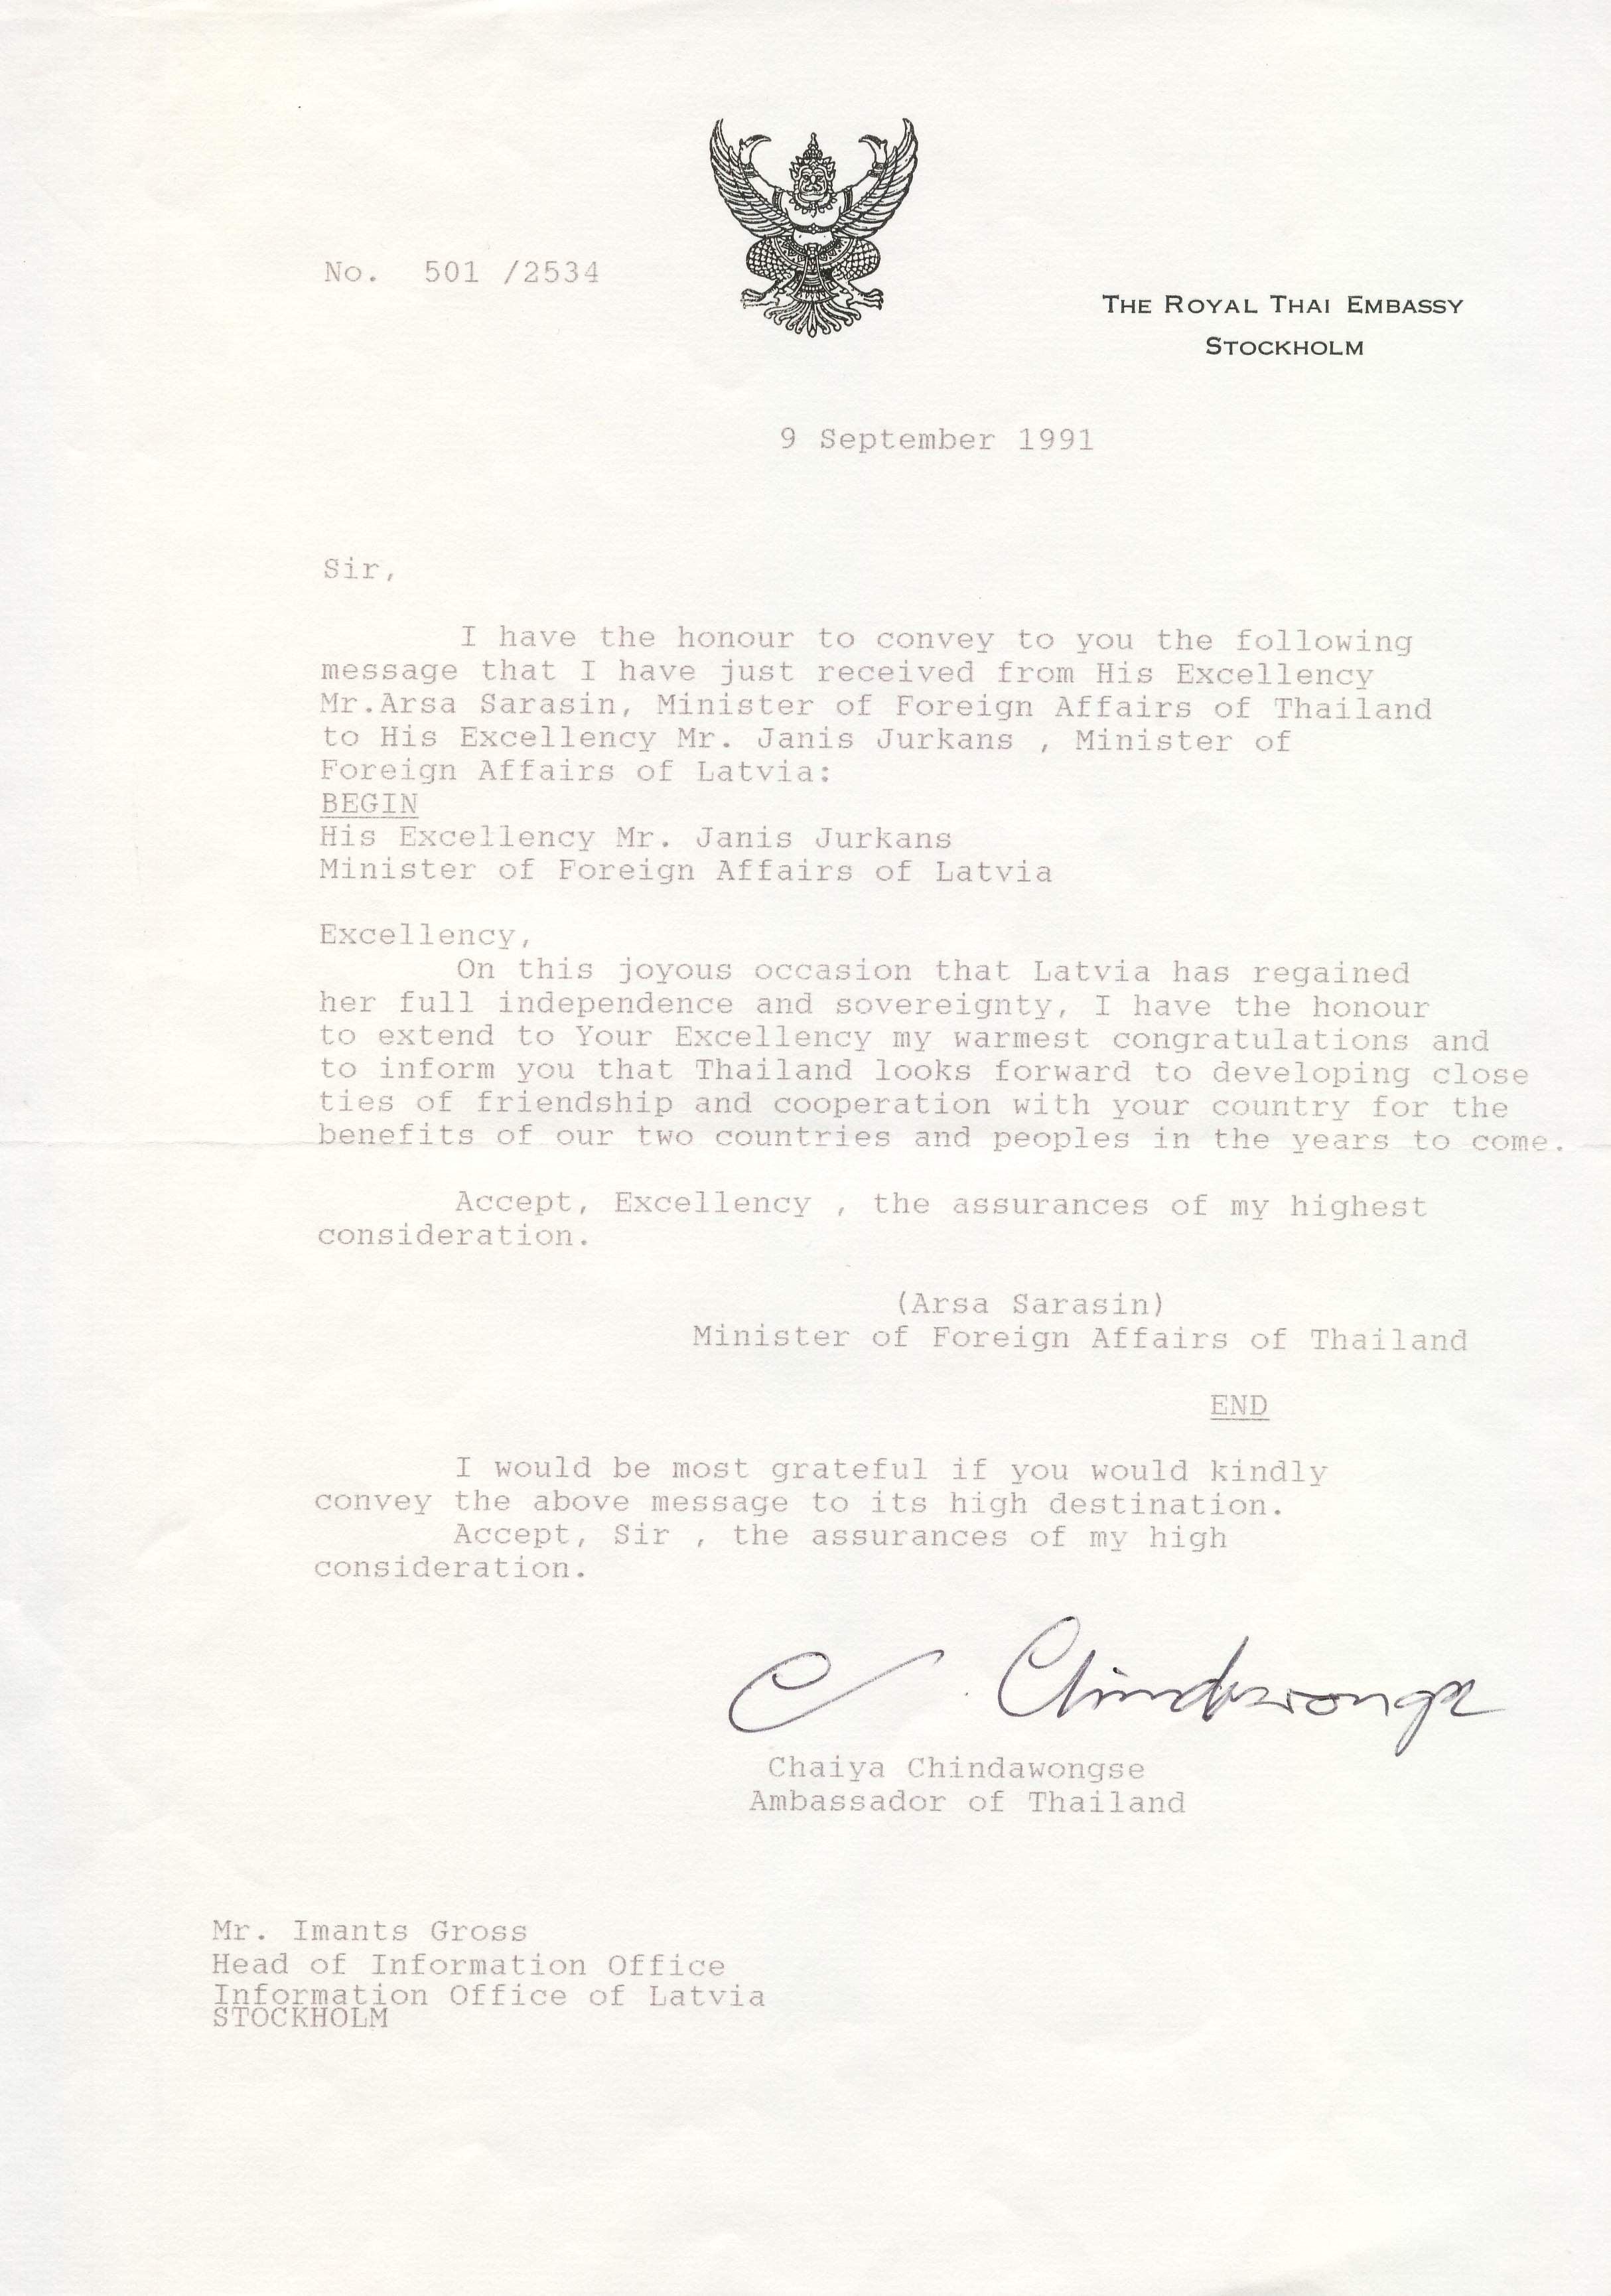 No. 501 /2534
THE ROYAL THAI EMBASSY
STOCKHOLM
9 September 1991
Sir,
I have the honour to convey to you the following
message that I have just received from His Excellency
Mr.Arsa Sarasin, Minister of Foreign Affairs of Thailand
to His Excellency Mr. Janis Jurkans , Minister of
Foreign Affairs of Latvia:
BEGIN
His Excellency Mr. Janis Jurkans
Minister of Foreign Affairs of Latvia
Excellency,
On this joyous occasion that Latvia has regained
her full independence and sovereignty, I have the honour
to extend to Your Excellency my warmest congratulations and
to inform you that Thailand looks forward to developing close
ties of friendship and cooperation with your country for the
benefits of our two countries and peoples in the years to come.
Accept, Excellency , the assurances of my highest
consideration.
(Arsa Sarasin)
Minister of Foreign Affairs of Thailand
END
I would be most grateful if you would kindly
convey the above message to its high destination.
Accept, Sir , the assurances of my high
consideration.
C. Chindawongse
Chaiya Chindawongse
Ambassador of Thailand
Mr. Imants Gross
Head of Information Office
Information Office of Latvia
STOCKHOLM